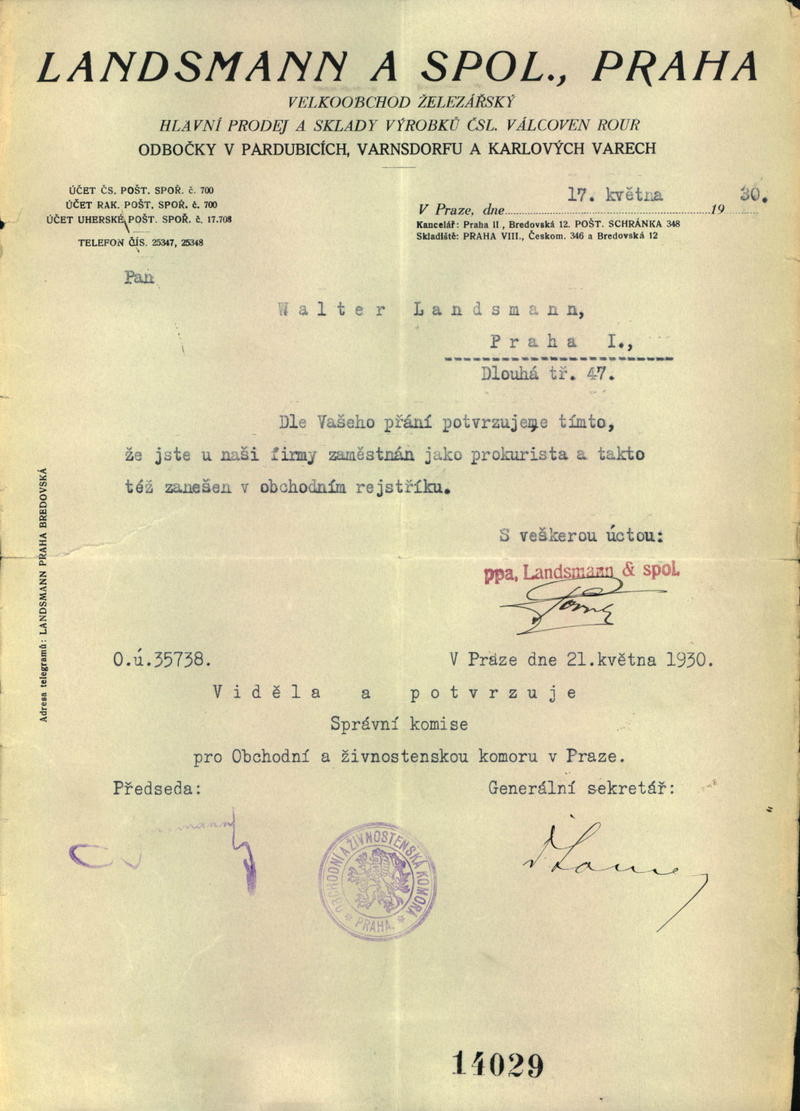 LANDSMANN A SPOL., PRAHA
VELKOOBCHOD ŽELEZÁŘSKÝ
HLAVNÍ PRODEJ A SKLADY VÝROBKŮ ČSL. VÁLCOVEN ROUR
ODBOČKY V PARDUBICÍCH, VARNSDORFU A KARLOVÝCH VARECH
ÚČET ČS. POŠT. SPOŘ. č. 700
ÚČET RAK. POŠT. SPOŘ. č. 700
ÚČET UHERSKÉ POŠT. SPOŘ. č. 17.708
TELEFON ČÍS. 25347, 25348
V Praze, dne 17. května 1930.
Kancelář: Praha II., Bredovská 12. POŠT. SCHRÁNKA 348
Skladiště: PRAHA VIII., Českom. 346 a Bredovská 12
Pan
Walter Landsmann,
Praha I.,
Dlouhá tř. 47.
Dle Vašeho přání potvrzujeme tímto,
že jste u naši firmy zaměstnán jako prokurista a takto
též zanešen v obchodním rejstříku.
S veškerou úctou:
ppa. Landsmann & spol.
Adresa telegramů: LANDSMANN PRAHA BREDOVSKÁ
O.ú.35738.
V Praze dne 21.května 1930.
Viděla a potvrzuje
Správní komise
pro Obchodní a živnostenskou komoru v Praze.
Předseda:
Generální sekretář:
OBCHODNÍ A ŽIVNOSTENSKÁ KOMORA
PRAHA.
14029